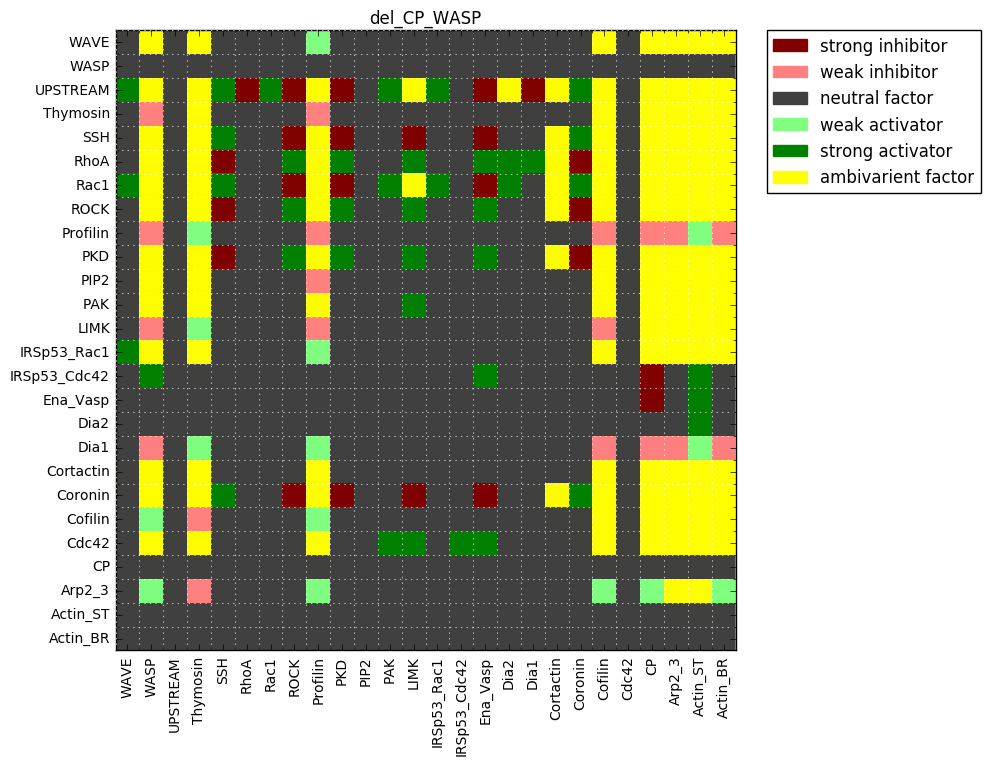 del_CP_WASP
WAVE
WASP
UPSTREAM
Thymosin
SSH
RhoA
Rac1
ROCK
Profilin
PKD
PIP2
PAK
LIMK
IRSp53_Rac1
IRSp53_Cdc42
Ena_Vasp
Dia2
Dia1
Cortactin
Coronin
Cofilin
Cdc42
CP
Arp2_3
Actin_ST
Actin_BR
WAVE
WASP
UPSTREAM
Thymosin
SSH
RhoA
Rac1
ROCK
Profilin
PKD
PIP2
PAK
LIMK
IRSp53_Rac1
IRSp53_Cdc42
Ena_Vasp
Dia2
Dia1
Cortactin
Coronin
Cofilin
Cdc42
CP
Arp2_3
Actin_ST
Actin_BR
strong inhibitor
weak inhibitor
neutral factor
weak activator
strong activator
ambivarient factor